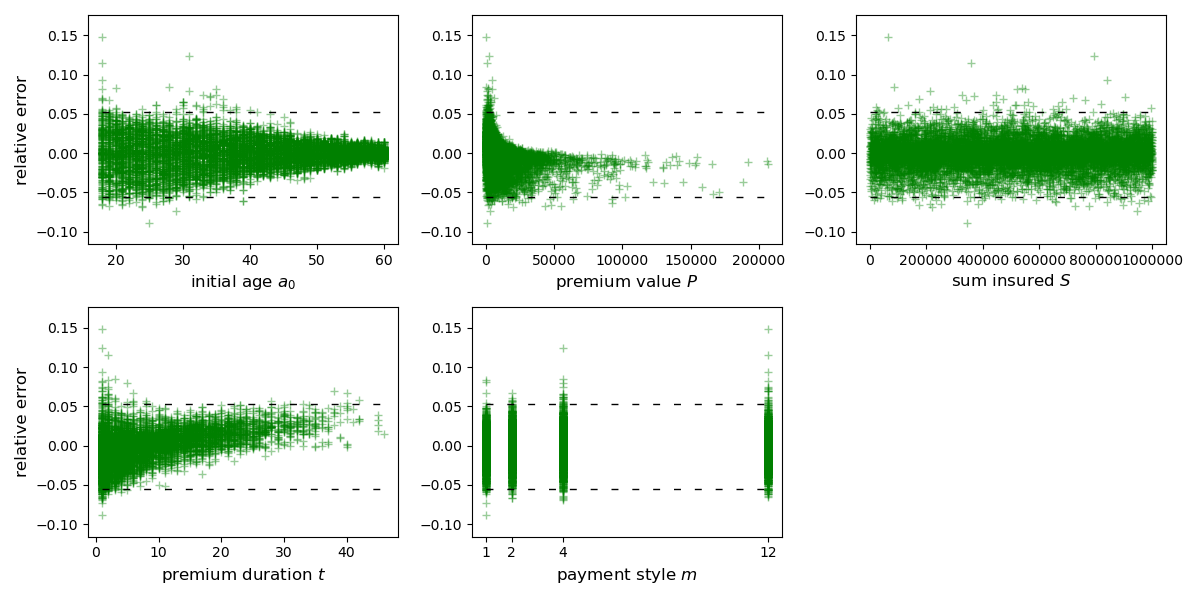 relative error
0.15
0.10
0.05
0.00
−0.05
−0.10
20 30 40 50 60
initial age a0
0.15
0.10
0.05
0.00
−0.05
−0.10
0 50000 100000 150000 200000
premium value P
0.15
0.10
0.05
0.00
−0.05
−0.10
0 200000 400000 600000 800000 1000000
sum insured S
relative error
0.15
0.10
0.05
0.00
−0.05
−0.10
0 10 20 30 40
premium duration t
0.15
0.10
0.05
0.00
−0.05
−0.10
1 2 4 12
payment style m